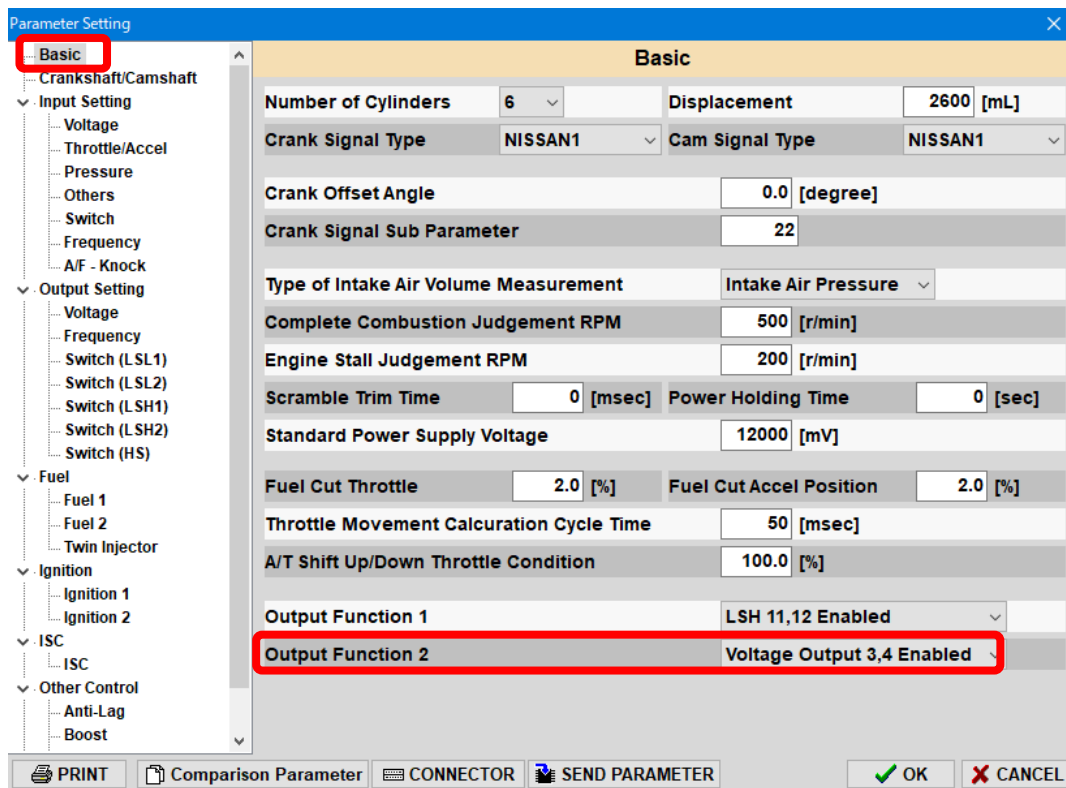 Parameter Setting
Basic
Crankshaft/Camshaft
Input Setting
Voltage
Throttle/Accel
Pressure
Others
Switch
Frequency
A/F - Knock
Output Setting
Voltage
Frequency
Switch (LSL1)
Switch (LSL2)
Switch (LSH1)
Switch (LSH2)
Switch (HS)
Fuel
Fuel 1
Fuel 2
Twin Injector
Ignition
Ignition 1
Ignition 2
ISC
ISC
Other Control
Anti-Lag
Boost
Basic
Number of Cylinders 6 Displacement 2600 [mL]
Crank Signal Type NISSAN1 Cam Signal Type NISSAN1
Crank Offset Angle 0.0 [degree]
Crank Signal Sub Parameter 22
Type of Intake Air Volume Measurement Intake Air Pressure
Complete Combustion Judgement RPM 500 [r/min]
Engine Stall Judgement RPM 200 [r/min]
Scramble Trim Time 0 [msec] Power Holding Time 0 [sec]
Standard Power Supply Voltage 12000 [mV]
Fuel Cut Throttle 2.0 [%] Fuel Cut Accel Position 2.0 [%]
Throttle Movement Calcuration Cycle Time 50 [msec]
A/T Shift Up/Down Throttle Condition 100.0 [%]
Output Function 1 LSH 11,12 Enabled
Output Function 2 Voltage Output 3,4 Enabled
PRINT Comparison Parameter CONNECTOR SEND PARAMETER OK CANCEL